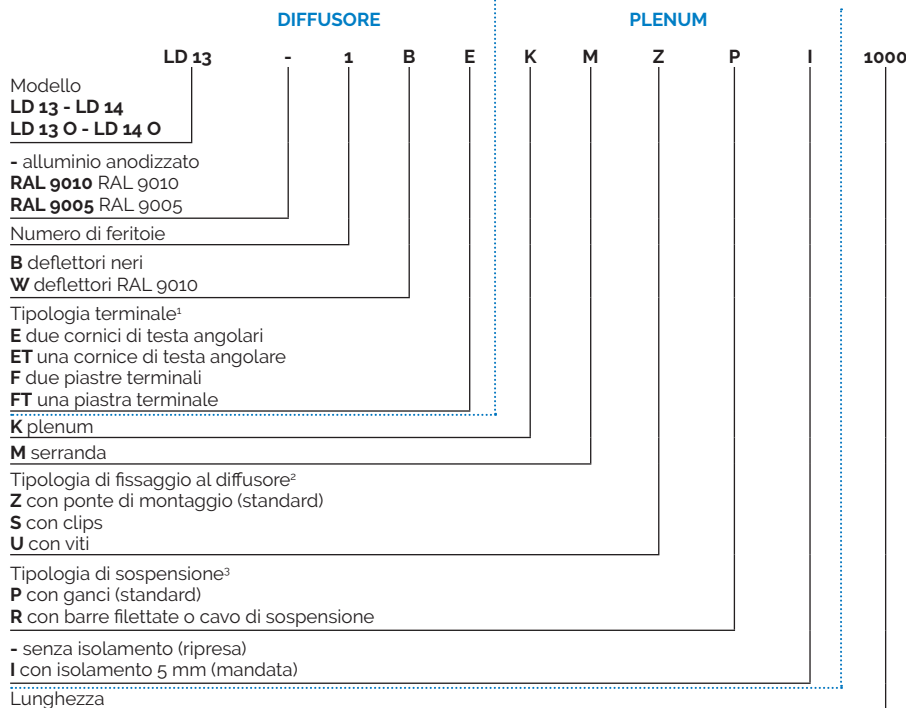 DIFFUSORE PLENUM
LD 13 - 1 B E K M Z P I 1000
Modello
LD 13 - LD 14
LD 13 O - LD 14 O
- alluminio anodizzato
RAL 9010 RAL 9010
RAL 9005 RAL 9005
Numero di feritoie
B deflettori neri
W deflettori RAL 9010
Tipologia terminale¹
E due cornici di testa angolari
ET una cornice di testa angolare
F due piastre terminali
FT una piastra terminale
K plenum
M serranda
Tipologia di fissaggio al diffusore²
Z con ponte di montaggio (standard)
S con clips
U con viti
Tipologia di sospensione³
P con ganci (standard)
R con barre filettate o cavo di sospensione
- senza isolamento (ripresa)
I con isolamento 5 mm (mandata)
Lunghezza